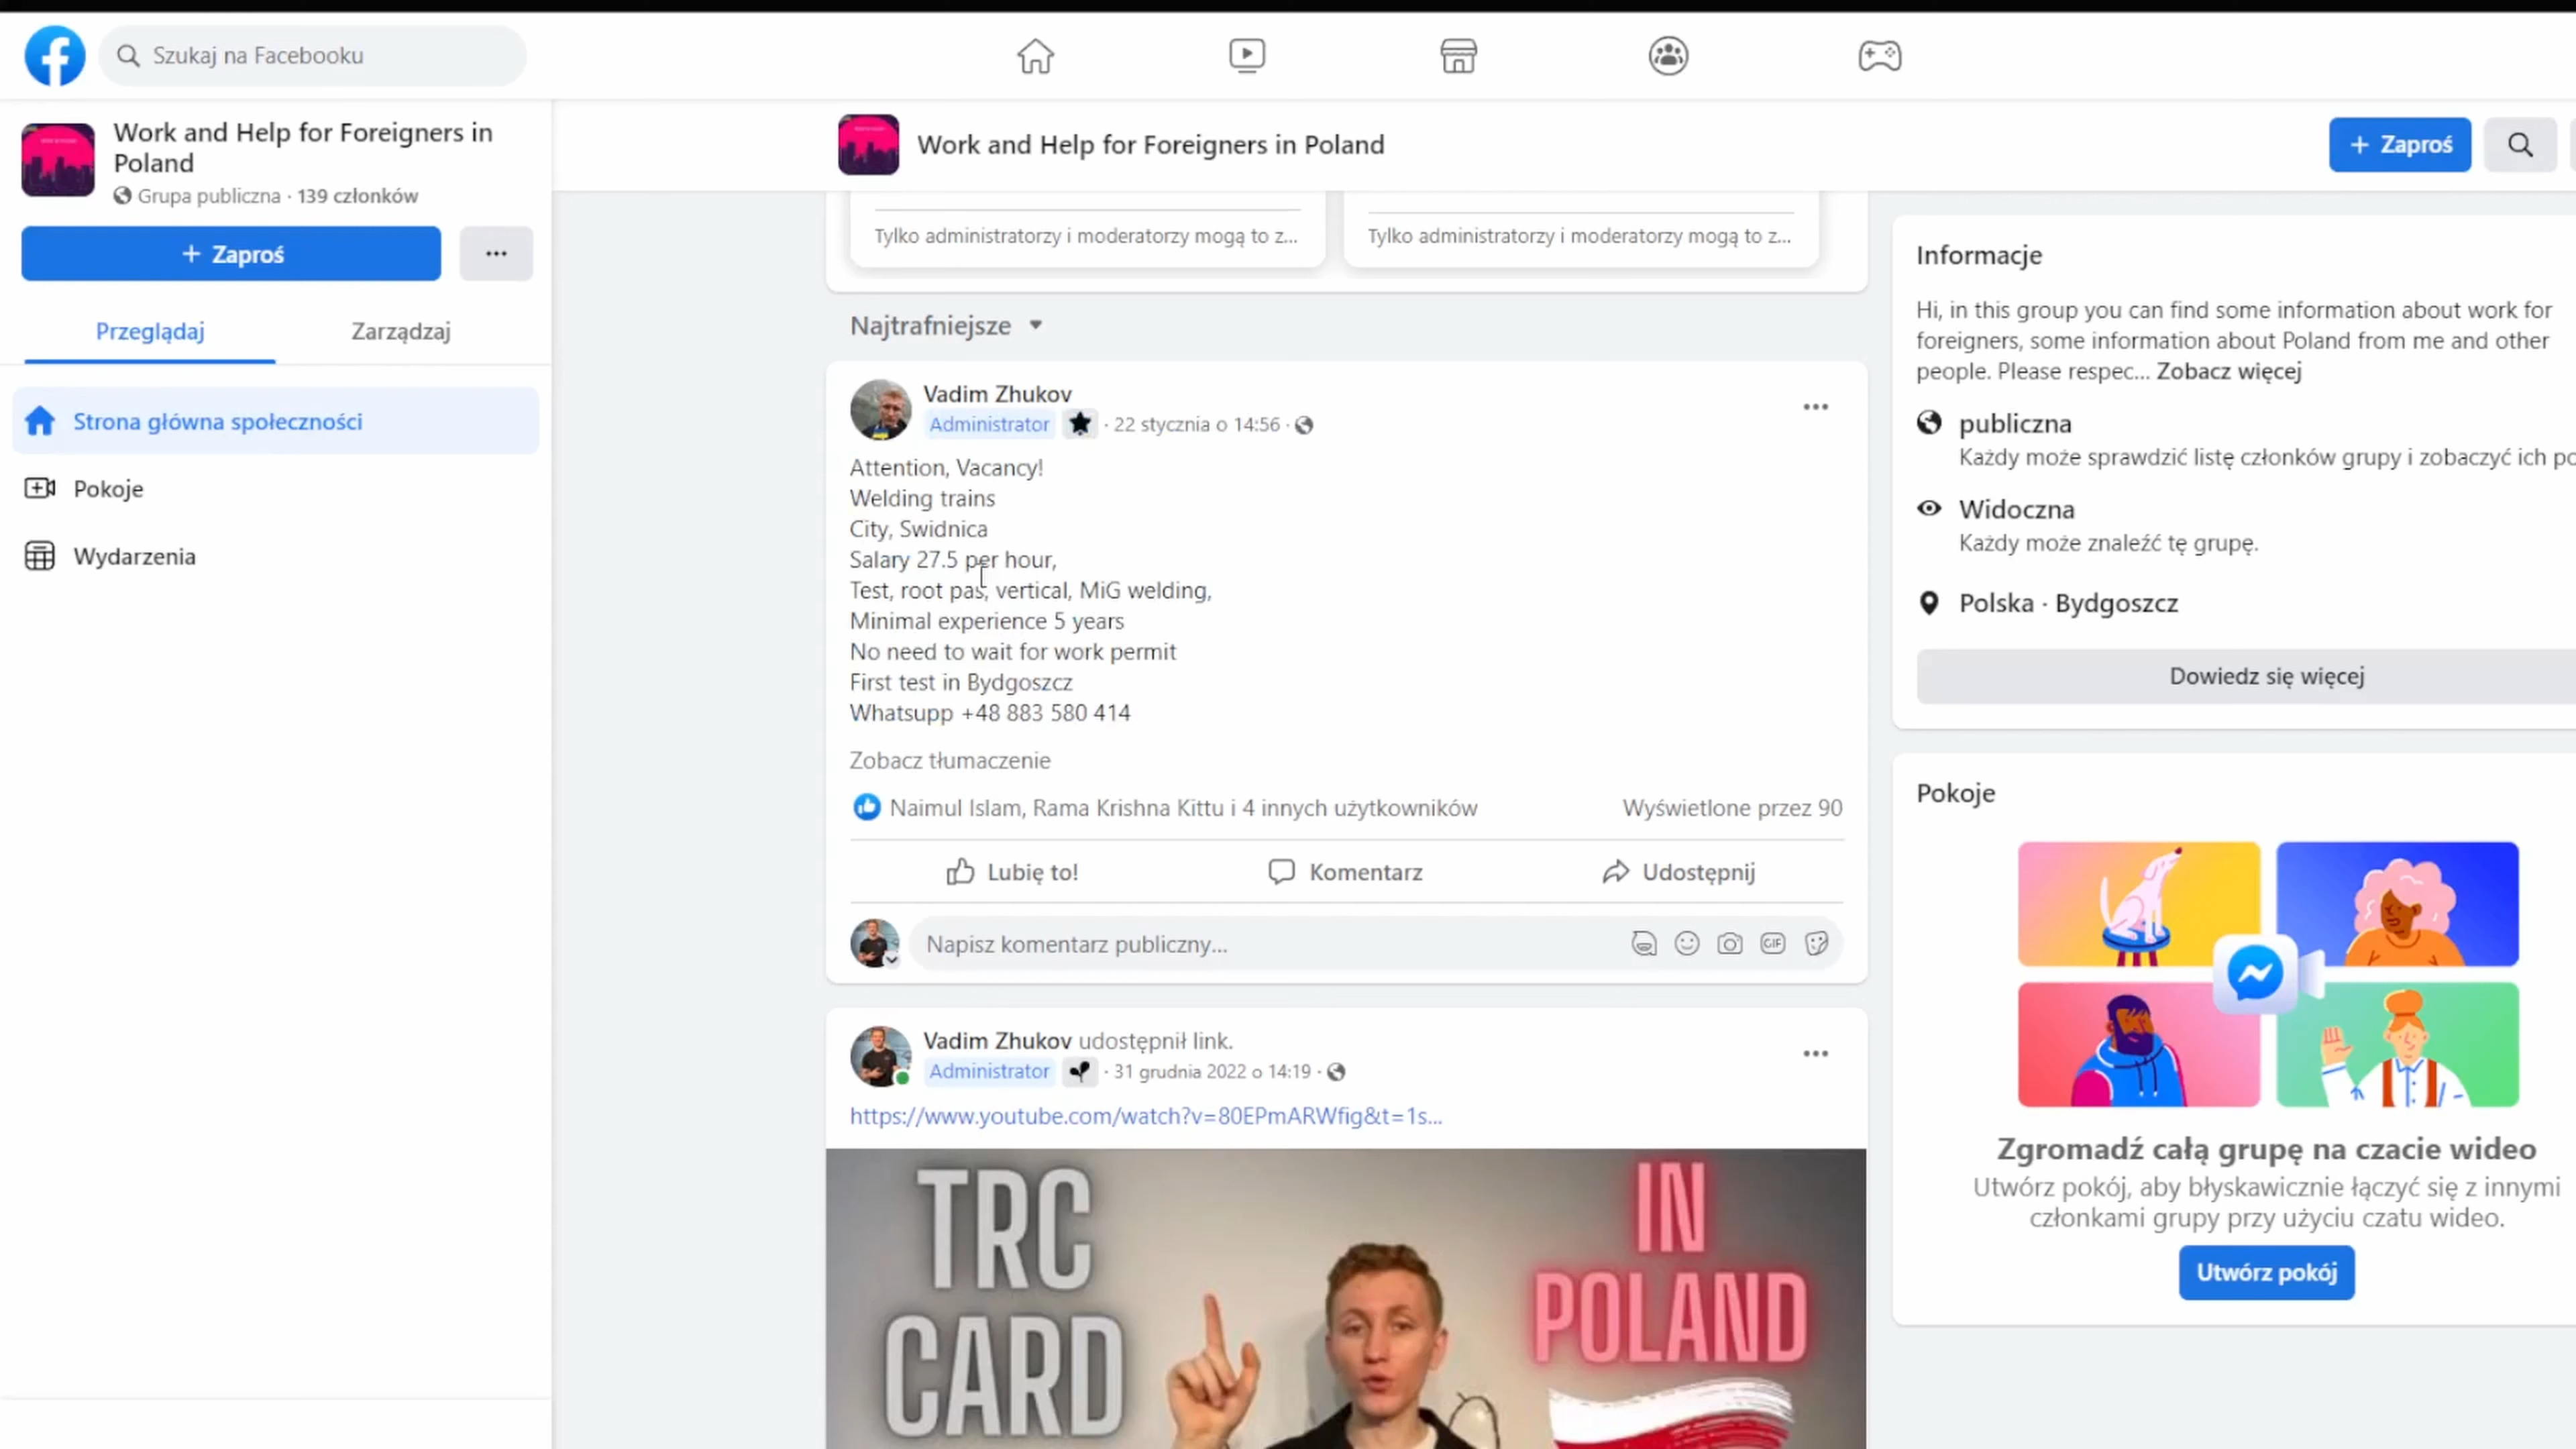 Szukaj na Facebooku
Work and Help for Foreigners in
Poland
Grupa publiczna · 139 członków
+ Zaproś
...
Przeglądaj
Zarządzaj
Strona główna społeczności
Pokoje
Wydarzenia
Work and Help for Foreigners in Poland
+ Zaproś
Tylko administratorzy i moderatorzy mogą to z...
Tylko administratorzy i moderatorzy mogą to z...
Najtrafniejsze
Vadim Zhukov
Administrator · 22 stycznia o 14:56 ·
Attention, Vacancy!
Welding trains
City, Swidnica
Salary 27.5 per hour,
Test, root pas, vertical, MiG welding,
Minimal experience 5 years
No need to wait for work permit
First test in Bydgoszcz
Whatsupp +48 883 580 414
Zobacz tłumaczenie
Naimul Islam, Rama Krishna Kittu i 4 innych użytkowników
Wyświetlone przez 90
Lubię to!
Komentarz
Udostępnij
Napisz komentarz publiczny...
GIF
Vadim Zhukov udostępnił link.
Administrator · 31 grudnia 2022 o 14:19 ·
https://www.youtube.com/watch?v=80EPmARWfig&t=1s...
TRC
CARD
IN
POLAND
Informacje
Hi, in this group you can find some information about work for
foreigners, some information about Poland from me and other
people. Please respec... Zobacz więcej
publiczna
Każdy może sprawdzić listę członków grupy i zobaczyć ich po
Widoczna
Każdy może znaleźć tę grupę.
Polska · Bydgoszcz
Dowiedz się więcej
Pokoje
Zgromadź całą grupę na czacie wideo
Utwórz pokój, aby błyskawicznie łączyć się z innymi
członkami grupy przy użyciu czatu wideo.
Utwórz pokój